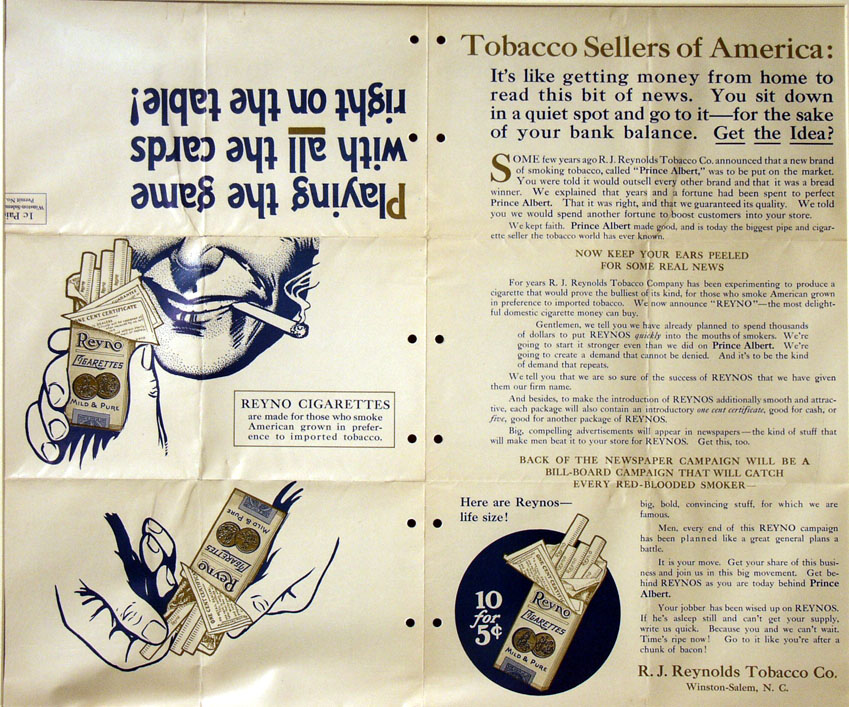 Playing the game
with all the cards
right on the table!
1c Paid
Winston-Salem
Permit No.
ONE CENT CERTIFICATE
Reyno
CIGARETTES
MILD & PURE
REYNO CIGARETTES
are made for those who smoke
American grown in prefer-
ence to imported tobacco.
Reyno
CIGARETTES
MILD & PURE
Tobacco Sellers of America:
It's like getting money from home to
read this bit of news. You sit down
in a quiet spot and go to it—for the sake
of your bank balance. Get the Idea?
SOME few years ago R. J. Reynolds Tobacco Co. announced that a new brand
of smoking tobacco, called "Prince Albert," was to be put on the market.
You were told it would outsell every other brand and that it was a bread
winner. We explained that years and a fortune had been spent to perfect
Prince Albert. That it was right, and that we guaranteed its quality. We told
you we would spend another fortune to boost customers into your store.
We kept faith. Prince Albert made good, and is today the biggest pipe and cigar-
ette seller the tobacco world has ever known.
NOW KEEP YOUR EARS PEELED
FOR SOME REAL NEWS
For years R. J. Reynolds Tobacco Company has been experimenting to produce a
cigarette that would prove the bulliest of its kind, for those who smoke American grown
in preference to imported tobacco. We now announce "REYNO"—the most delight-
ful domestic cigarette money can buy.
Gentlemen, we tell you we have already planned to spend thousands
of dollars to put REYNOS quickly into the mouths of smokers. We're
going to start it stronger even than we did on Prince Albert. We're
going to create a demand that cannot be denied. And it's to be the kind
of demand that repeats.
We tell you that we are so sure of the success of REYNOS that we have given
them our firm name.
And besides, to make the introduction of REYNOS additionally smooth and attrac-
tive, each package will also contain an introductory one cent certificate, good for cash, or
five, good for another package of REYNOS.
Big, compelling advertisements will appear in newspapers—the kind of stuff that
will make men beat it to your store for REYNOS. Get this, too.
BACK OF THE NEWSPAPER CAMPAIGN WILL BE A
BILL-BOARD CAMPAIGN THAT WILL CATCH
EVERY RED-BLOODED SMOKER—
Here are Reynos—
life size!
10
for
5¢
Reyno
CIGARETTES
MILD & PURE
big, bold, convincing stuff, for which we are
famous.
Men, every end of this REYNO campaign
has been planned like a great general plans a
battle.
It is your move. Get your share of this busi-
ness and join us in this big movement. Get be-
hind REYNOS as you are today behind Prince
Albert.
Your jobber has been wised up on REYNOS.
If he's asleep still and can't get your supply,
write us quick. Because you and we can't wait.
Time's ripe now! Go to it like you're after a
chunk of bacon!
R. J. Reynolds Tobacco Co.
Winston-Salem, N. C.